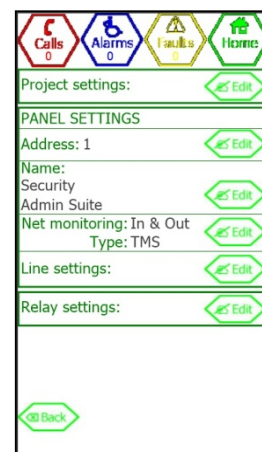 Calls
0
Alarms
0
Faults
0
Home
Project settings:
Edit
PANEL SETTINGS
Address: 1
Edit
Name:
Security
Admin Suite
Edit
Net monitoring: In & Out
Type: TMS
Edit
Line settings:
Edit
Relay settings:
Edit
Back